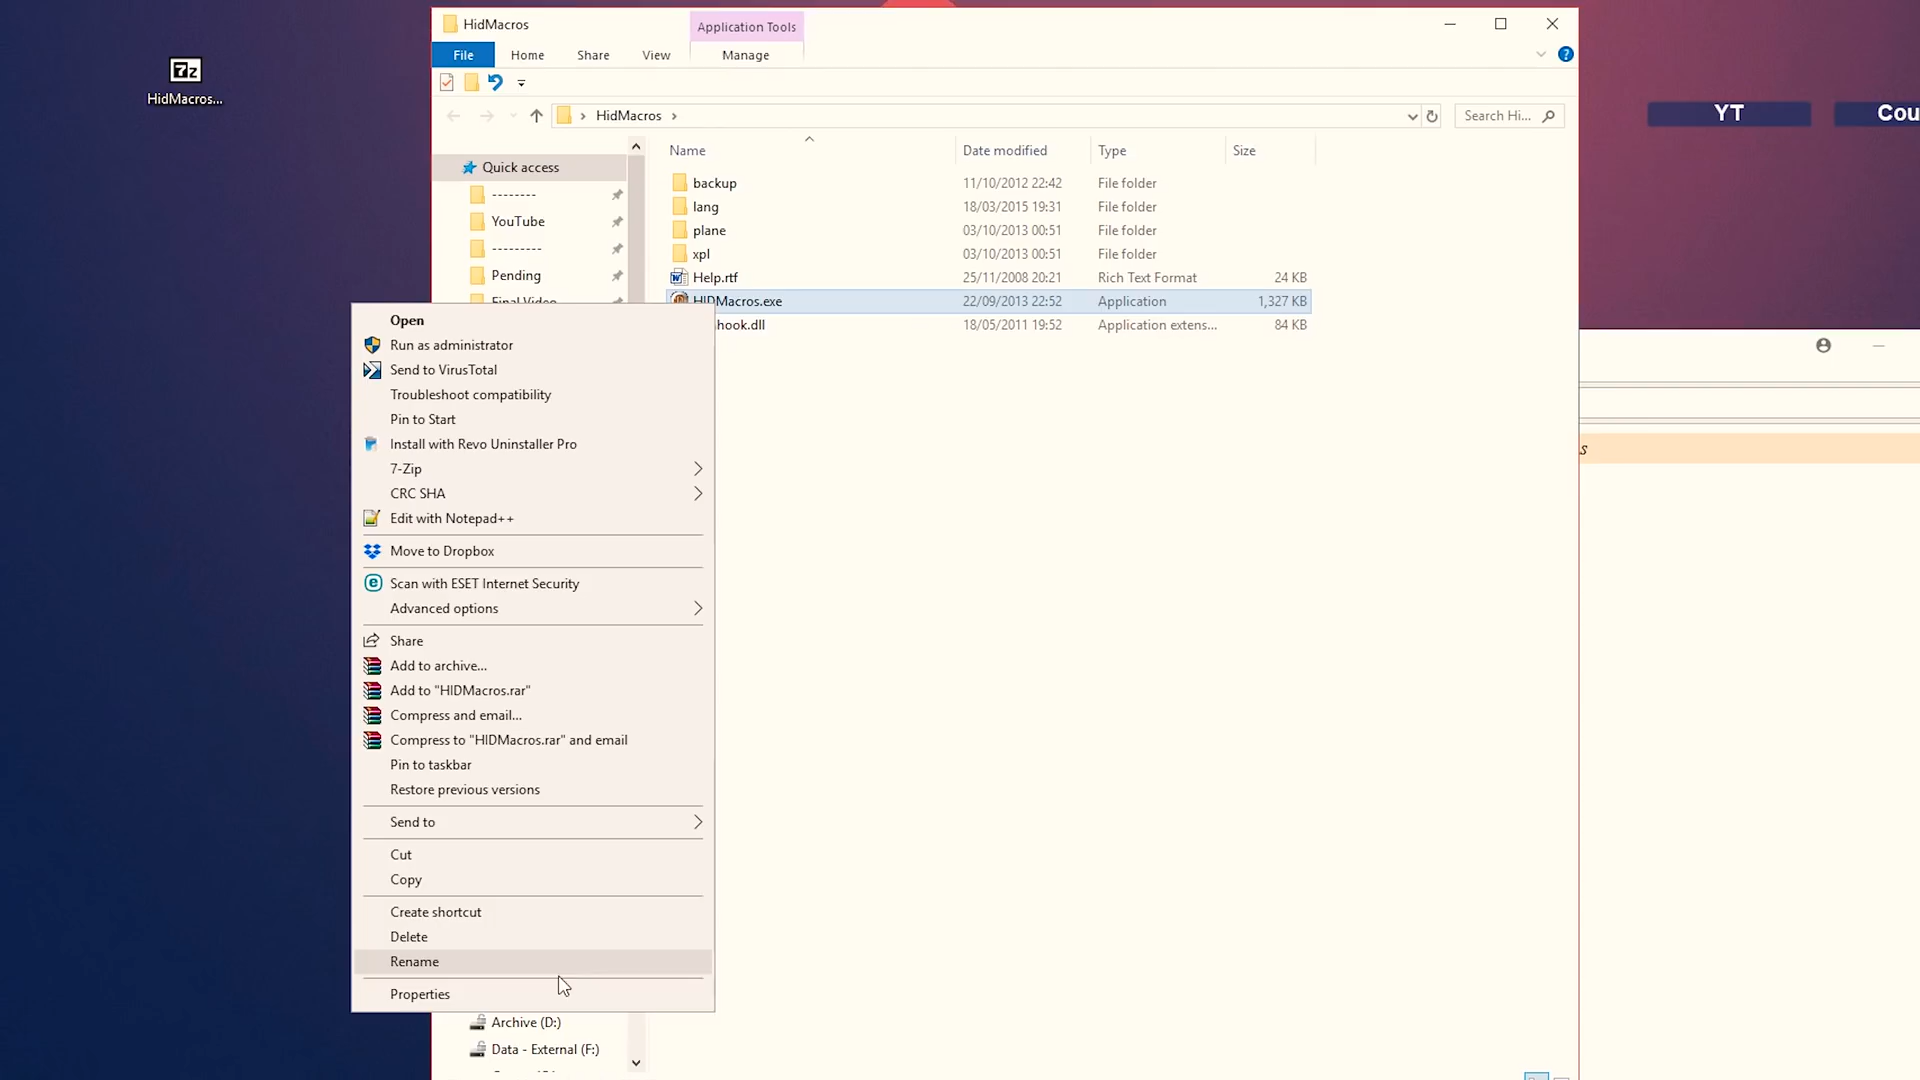 HidMacros...
HidMacros
Application Tools
File
Home
Share
View
Manage
HidMacros
Search Hi...
Name
Date modified
Type
Size
Quick access
--------
YouTube
---------
Pending
Final Video
backup 11/10/2012 22:42 File folder
lang 18/03/2015 19:31 File folder
plane 03/10/2013 00:51 File folder
xpl 03/10/2013 00:51 File folder
Help.rtf 25/11/2008 20:21 Rich Text Format 24 KB
HIDMacros.exe 22/09/2013 22:52 Application 1,327 KB
hook.dll 18/05/2011 19:52 Application extens... 84 KB
Open
Run as administrator
Send to VirusTotal
Troubleshoot compatibility
Pin to Start
Install with Revo Uninstaller Pro
7-Zip
CRC SHA
Edit with Notepad++
Move to Dropbox
Scan with ESET Internet Security
Advanced options
Share
Add to archive...
Add to "HIDMacros.rar"
Compress and email...
Compress to "HIDMacros.rar" and email
Pin to taskbar
Restore previous versions
Send to
Cut
Copy
Create shortcut
Delete
Rename
Properties
Archive (D:)
Data - External (F:)
YT
Cou
s